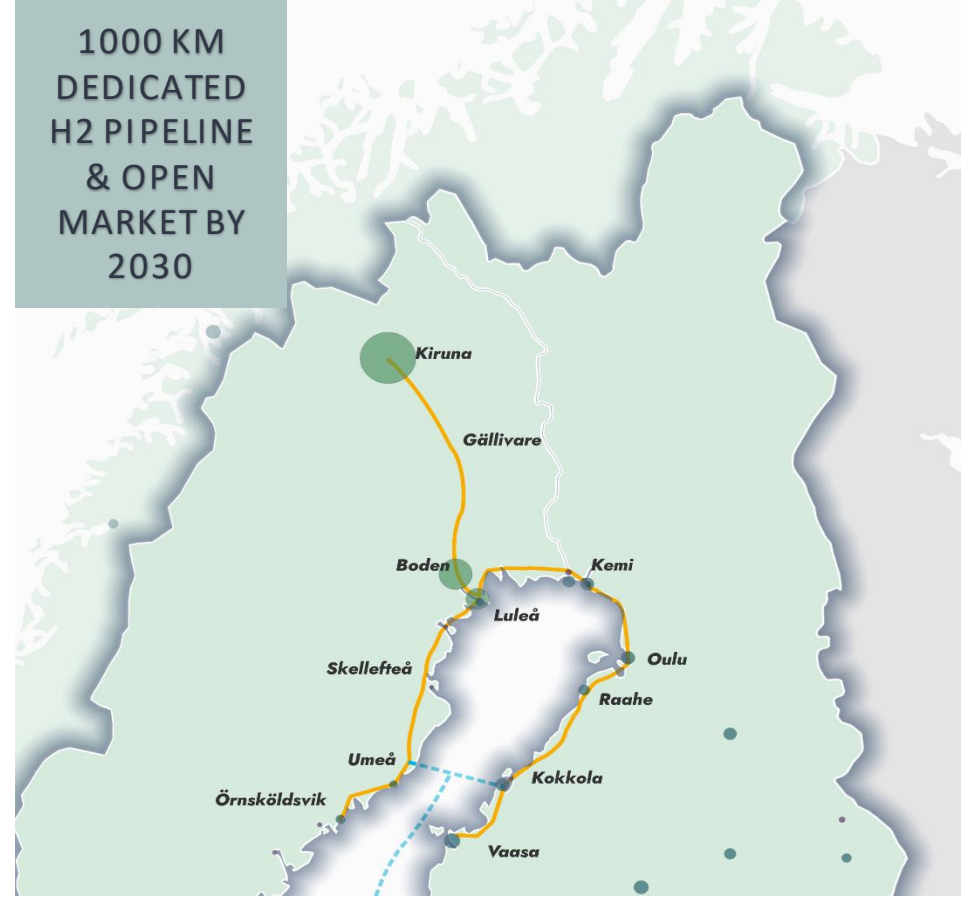 1000 KM
DEDICATED
H2 PIPELINE
& OPEN
MARKET BY
2030
Kiruna
Gällivare
Boden
Kemi
Luleå
Skellefteå
Oulu
Raahe
Umeå
Kokkola
Örnsköldsvik
Vaasa